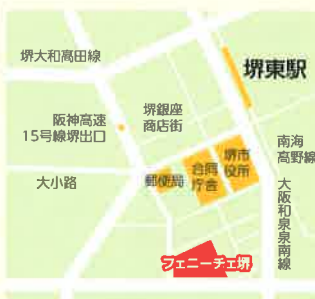 堺大和高田線
堺東駅
阪神高速
15号線堺出口
堺銀座
商店街
南海
高野線
大小路
郵便局
合同
庁舎
堺市
役所
大阪和泉泉南線
フェニーチェ堺